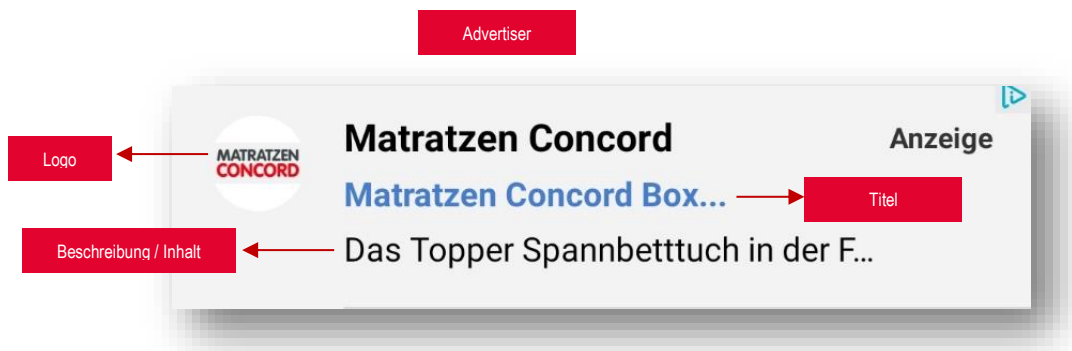 Advertiser
Matratzen Concord
Anzeige
Logo
MATRATZEN
CONCORD
Matratzen Concord Box...
Titel
Beschreibung / Inhalt
Das Topper Spannbetttuch in der F...